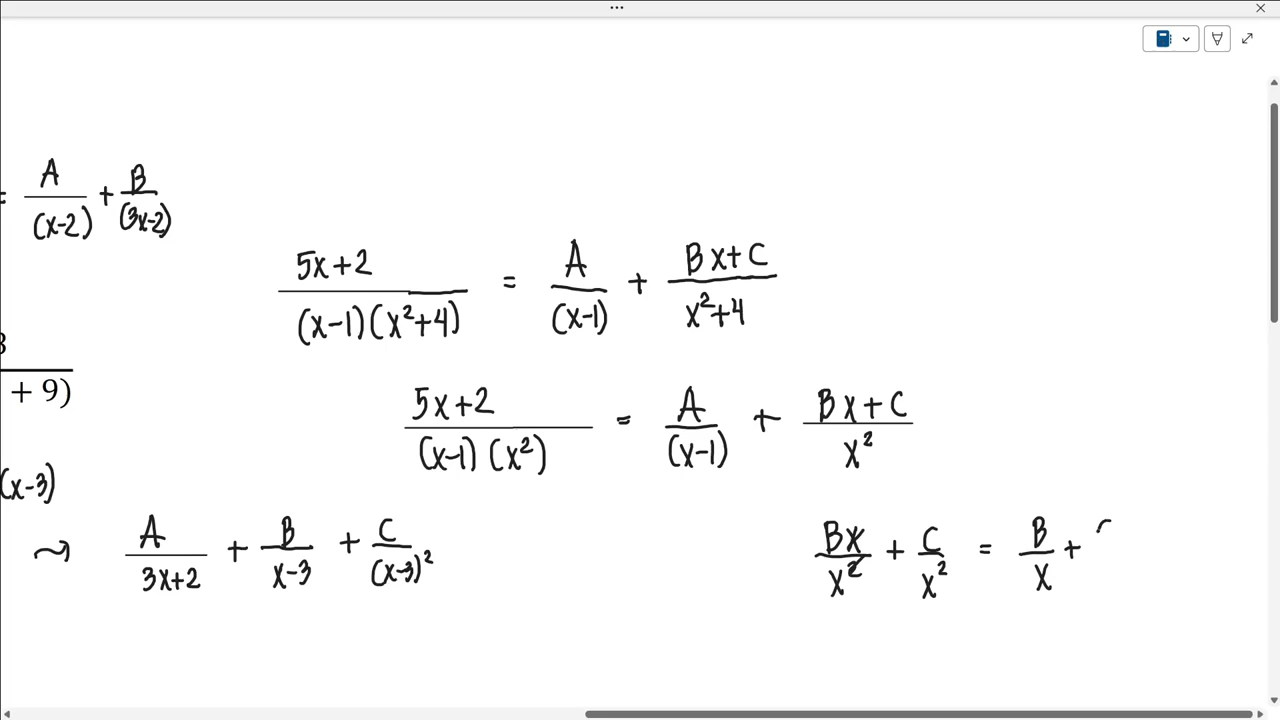 = A/(x-2) + B/(3x-2)
(5x+2)/((x-1)(x²+4)) = A/(x-1) + (Bx+C)/(x²+4)
+ 9)
(5x+2)/((x-1)(x²)) = A/(x-1) + (Bx+C)/x²
(x-3)
⤳ A/(3x+2) + B/(x-3) + C/(x-3)²
Bx/x² + C/x² = B/x +